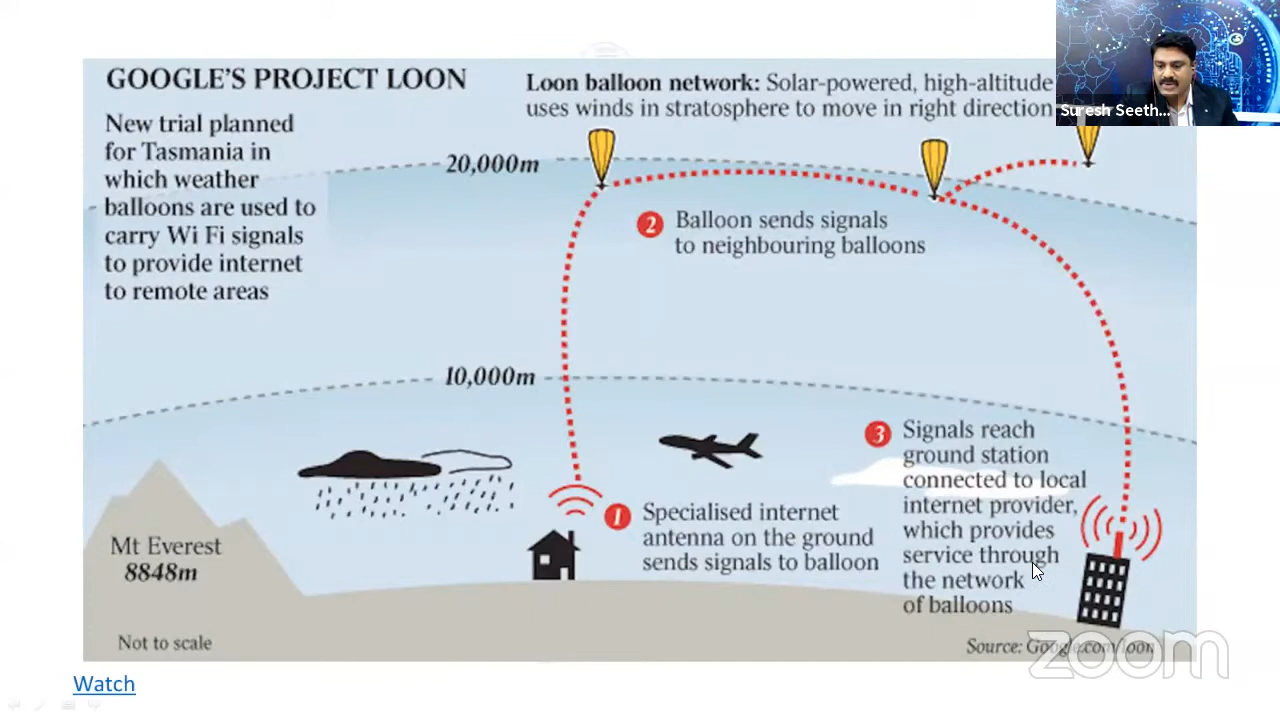 GOOGLE'S PROJECT LOON
New trial planned
for Tasmania in
which weather
balloons are used to
carry Wi Fi signals
to provide internet
to remote areas
Loon balloon network: Solar-powered, high-altitude
uses winds in stratosphere to move in right direction
Suresh Seeth...
20,000m
2
Balloon sends signals
to neighbouring balloons
10,000m
1
Specialised internet
antenna on the ground
sends signals to balloon
3
Signals reach
ground station
connected to local
internet provider,
which provides
service through
the network
of balloons
Mt Everest
8848m
Not to scale
Source: Google.com/loon
zoom
Watch